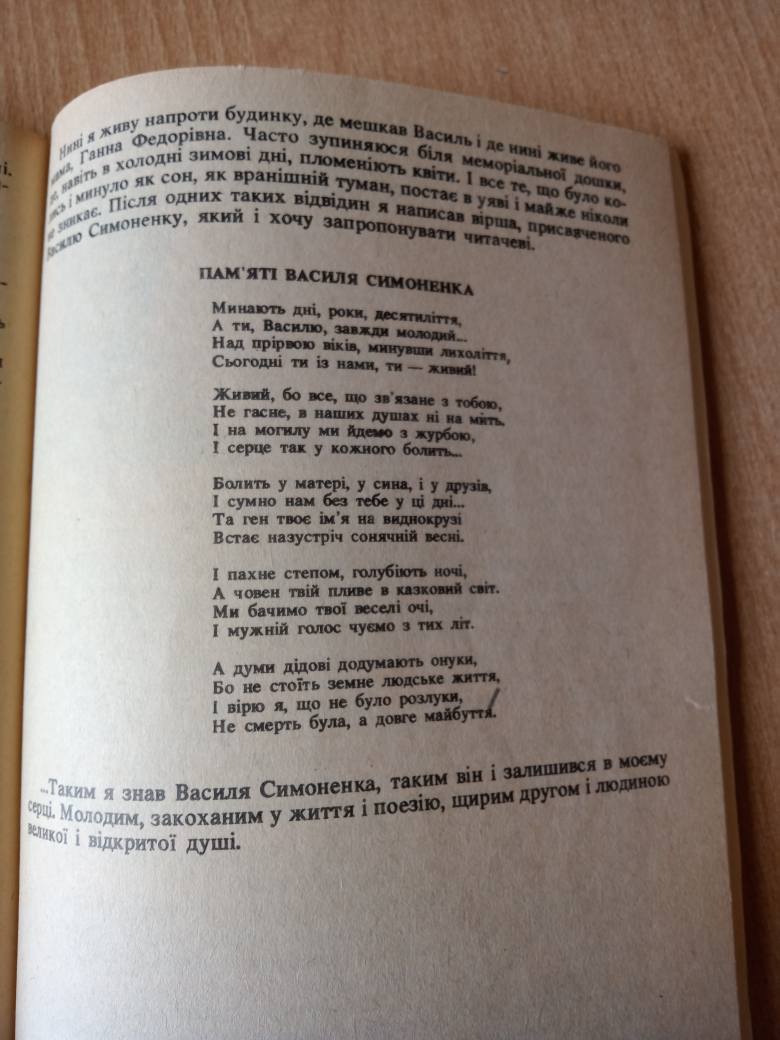 і.
-
-
ь
и
-
Нині я живу напроти будинку, де мешкав Василь і де нині живе його
мама, Ганна Федорівна. Часто зупиняюся біля меморіальної дошки,
де, навіть в холодні зимові дні, пломеніють квіти. І все те, що було ко-
лись і минуло як сон, як вранішній туман, постає в уяві і майже ніколи
не зникає. Після одних таких відвідин я написав вірша, присвяченого
Василю Симоненку, який і хочу запропонувати читачеві.
ПАМ'ЯТІ ВАСИЛЯ СИМОНЕНКА
Минають дні, роки, десятиліття,
А ти, Василю, завжди молодий...
Над прірвою віків, минувши лихоліття,
Сьогодні ти із нами, ти — живий!
Живий, бо все, що зв'язане з тобою,
Не гасне, в наших душах ні на мить.
І на могилу ми йдемо з журбою,
І серце так у кожного болить...
Болить у матері, у сина, і у друзів,
І сумно нам без тебе у ці дні...
Та ген твоє ім'я на виднокрузі
Встає назустріч сонячній весні.
І пахне степом, голубіють ночі,
А човен твій пливе в казковий світ.
Ми бачимо твої веселі очі,
І мужній голос чуємо з тих літ.
А думи дідові додумають онуки,
Бо не стоїть земне людське життя,
І вірю я, що не було розлуки,
Не смерть була, а довге майбуття.
...Таким я знав Василя Симоненка, таким він і залишився в моєму
серці. Молодим, закоханим у життя і поезію, щирим другом і людиною
великої і відкритої душі.